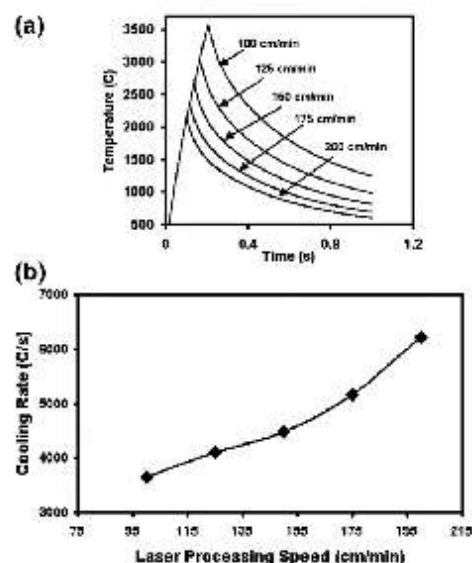 (a)
3500
3000
2500
2000
1500
1000
500
Temperature (C)
100 cm/min
125 cm/min
150 cm/min
175 cm/min
200 cm/min
0 0.4 0.8 1.2
Time (s)
(b)
7000
6000
5000
4000
3000
Cooling Rate (C/s)
75 95 115 135 155 175 195 215
Laser Processing Speed (cm/min)